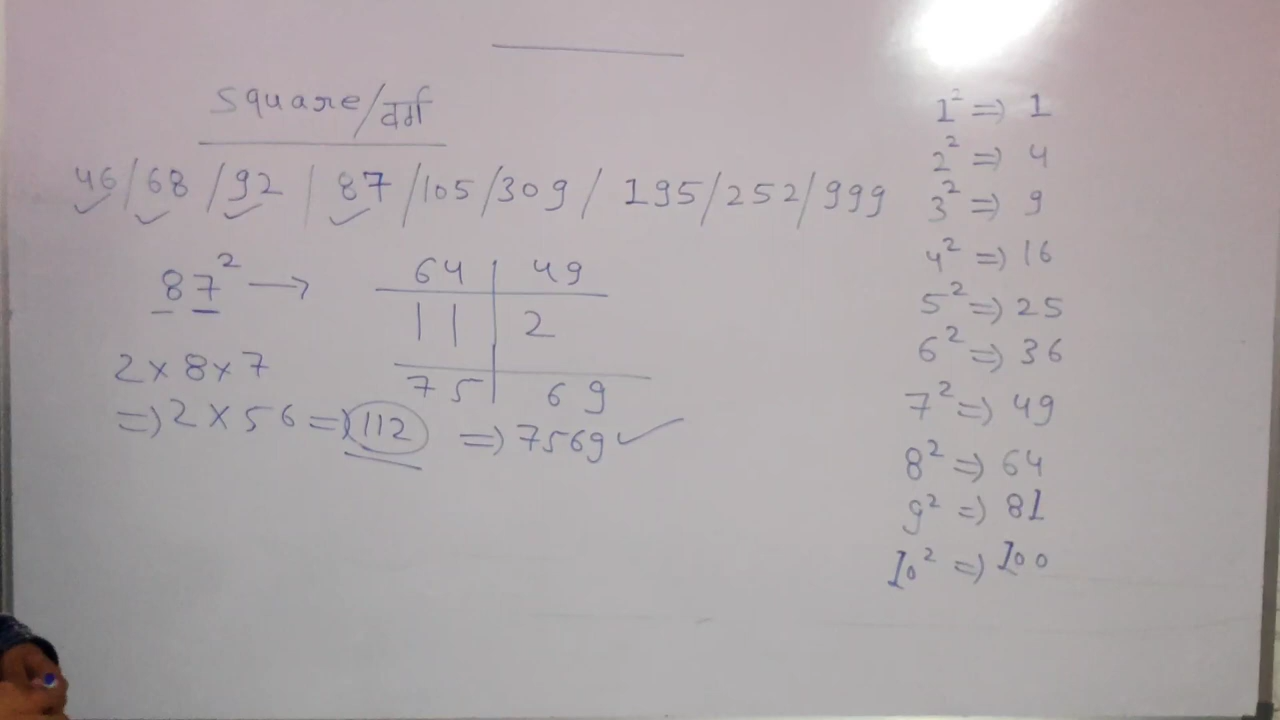 square/वर्ग
46/68/92/87/105/309/195/252/999
87² →
64 | 49
11 | 2
75 | 69
2×8×7
⇒ 2×56 ⇒ 112
⇒ 7569 ✓
1² ⇒ 1
2² ⇒ 4
3² ⇒ 9
4² ⇒ 16
5² ⇒ 25
6² ⇒ 36
7² ⇒ 49
8² ⇒ 64
9² ⇒ 81
10² ⇒ 100